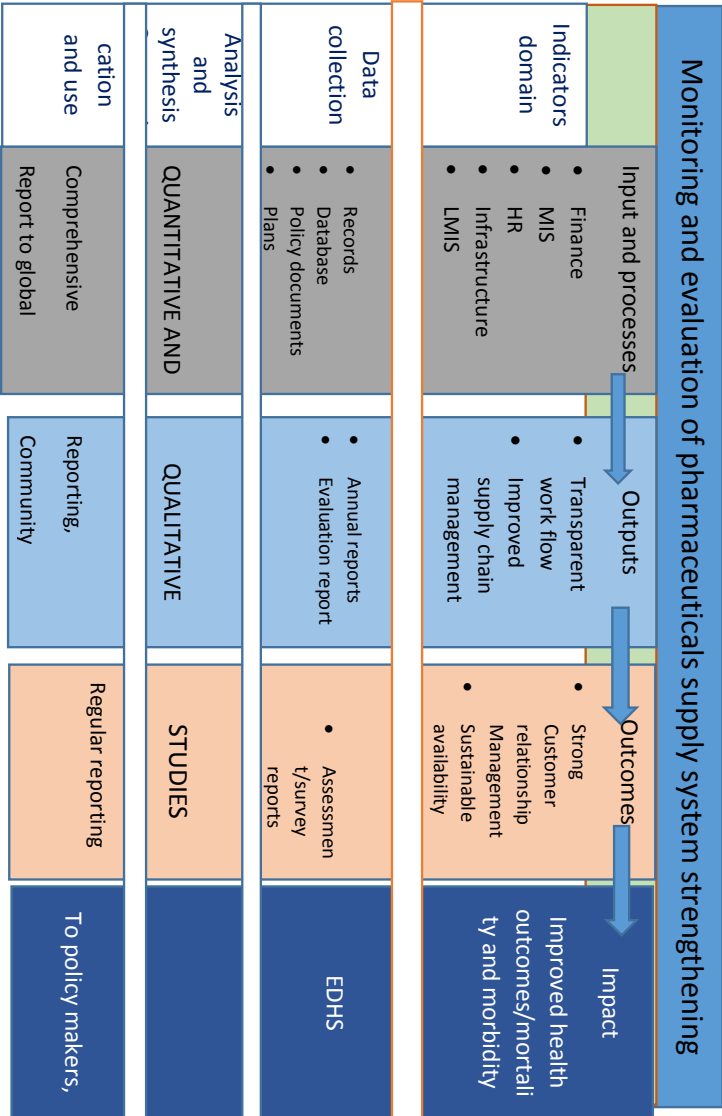 Monitoring and evaluation of pharmaceuticals supply system strengthening
Indicators
domain
Input and processes
• Finance
• MIS
• HR
• Infrastructure
• LMIS
Outputs
• Transparent
work flow
• Improved
supply chain
management
Outcomes
• Strong
Customer
relationship
Management
• Sustainable
availability
Impact
Improved health
outcomes/mortali
ty and morbidity
Data
collection
• Records
• Database
• Policy documents
• Plans
• Annual reports
• Evaluation report
• Assessmen
t/survey
reports
EDHS
Analysis
and
synthesis
QUANTITATIVE AND
QUALITATIVE
STUDIES
cation
and use
Comprehensive
Report to global
Reporting,
Community
Regular reporting
To policy makers,